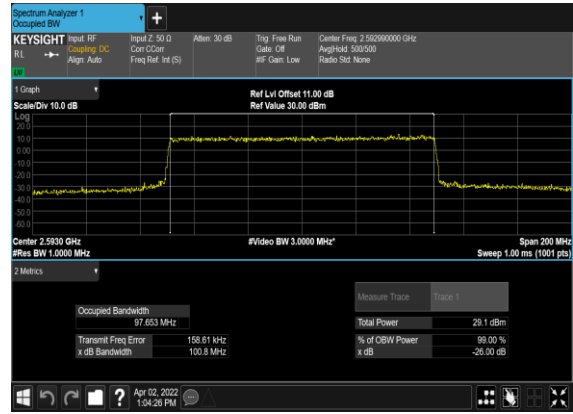 Spectrum Analyzer 1
Occupied BW
+
KEYSIGHT Input: RF Input Z: 50 Ω Atten: 30 dB Trig: Free Run Center Freq: 2.592990000 GHz
RL Coupling: DC Corr CCorr Gate: Off Avg|Hold: 500/500
Align: Auto Freq Ref: Int (S) #IF Gain: Low Radio Std: None
1 Graph Ref Lvl Offset 11.00 dB
Scale/Div 10.0 dB Ref Value 30.00 dBm
Log
20.0
10.0
0.00
-10.0
-20.0
-30.0
-40.0
-50.0
-60.0
Center 2.5930 GHz #Video BW 3.0000 MHz* Span 200 MHz
#Res BW 1.0000 MHz Sweep 1.00 ms (1001 pts)
2 Metrics
Measure Trace Trace 1
Occupied Bandwidth
97.653 MHz Total Power 29.1 dBm
Transmit Freq Error 158.61 kHz % of OBW Power 99.00 %
x dB Bandwidth 100.8 MHz x dB -26.00 dB
? Apr 02, 2022
1:04:26 PM